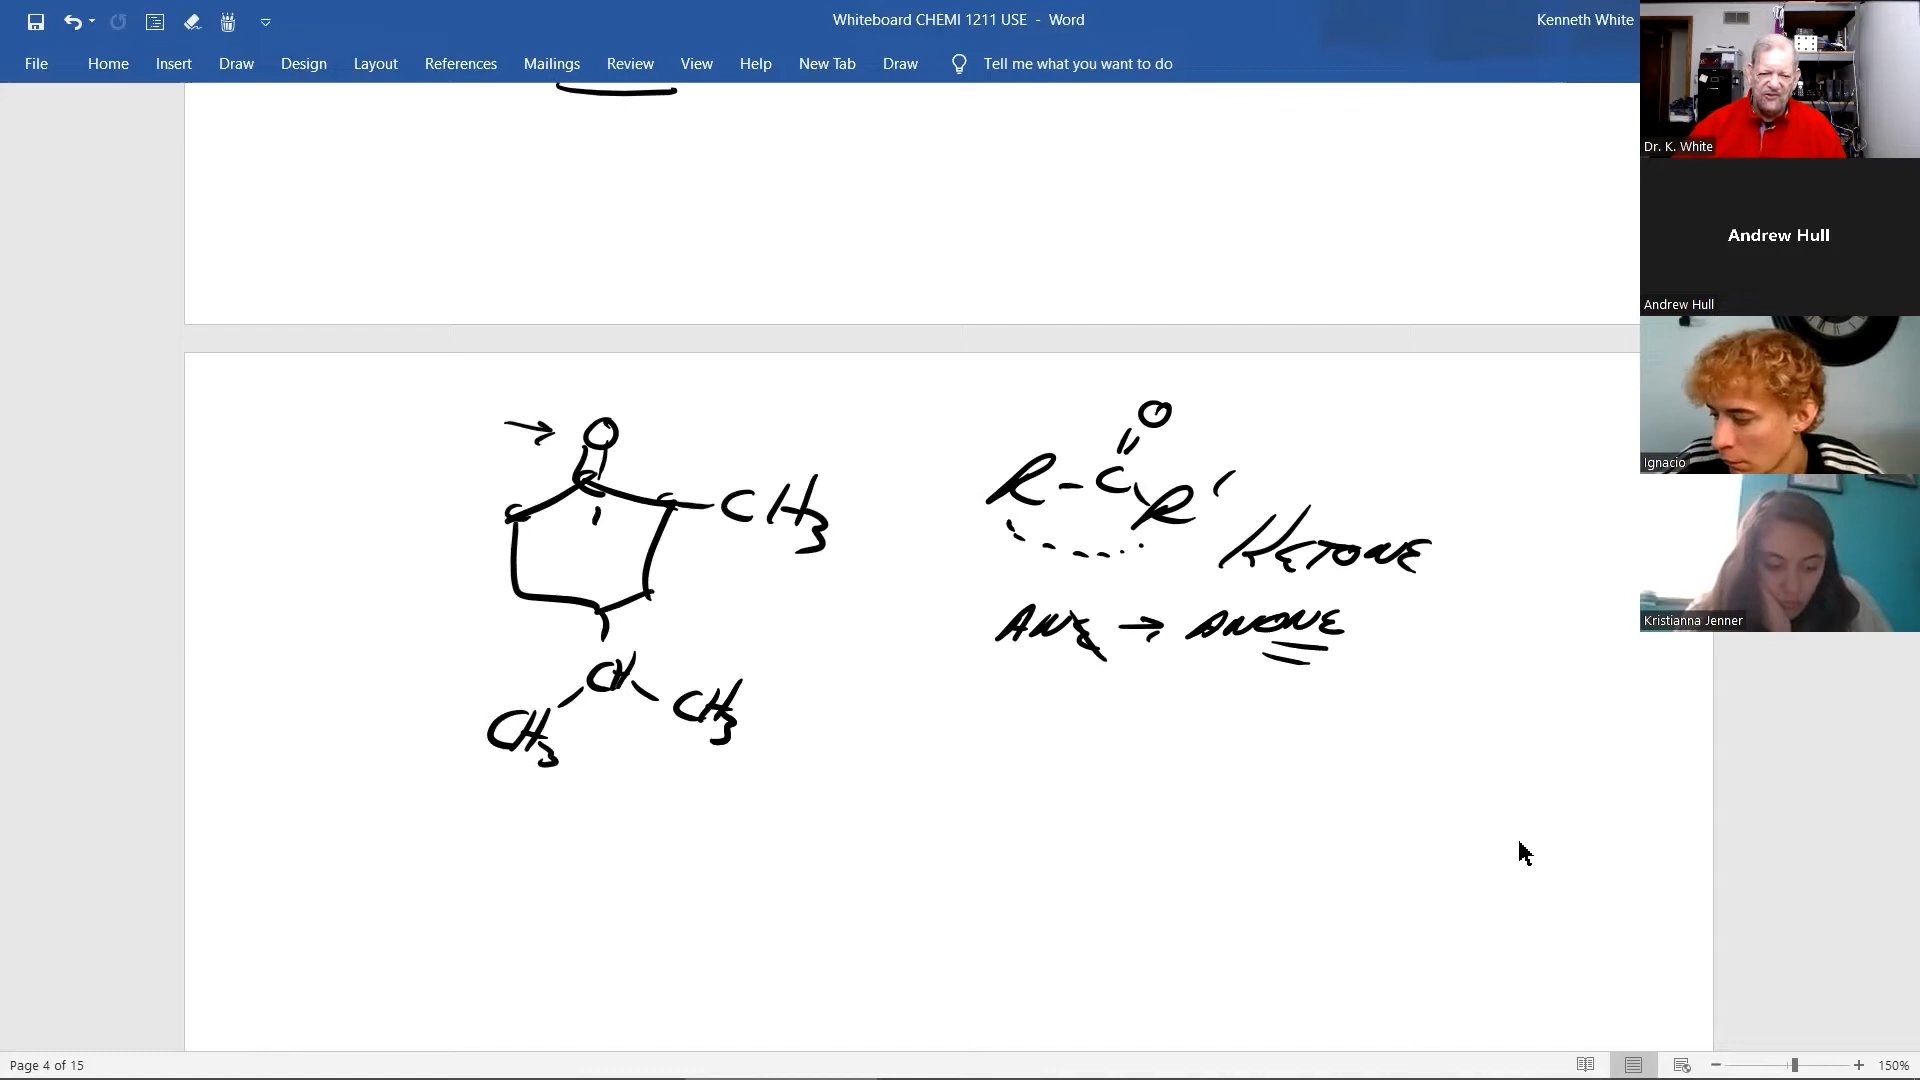 Whiteboard CHEMI 1211 USE - Word
Kenneth White
File Home Insert Draw Design Layout References Mailings Review View Help New Tab Draw Tell me what you want to do
Dr. K. White
Andrew Hull
Andrew Hull
Ignacio
Kristianna Jenner
O
C
C
C - CH3
1
CH
CH3
CH3
O
R - C
R'
KETONE
ANE → ANONE
Page 4 of 15
150%